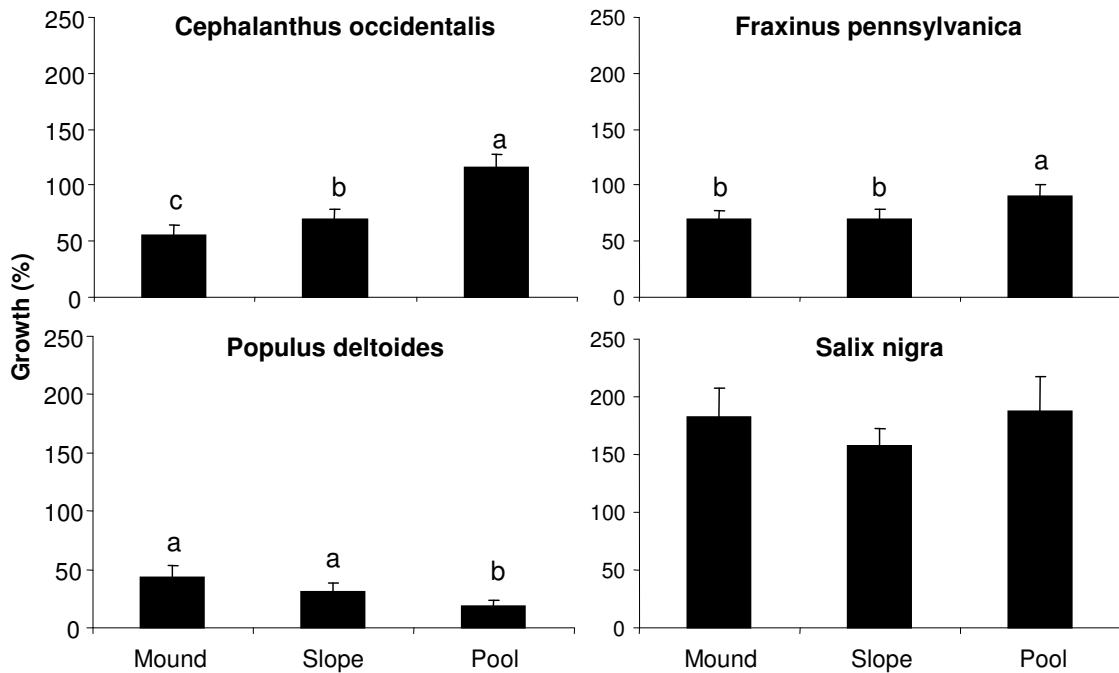 Growth (%)
Cephalanthus occidentalis
250
200
150
100
50
0
c
b
a
Fraxinus pennsylvanica
250
200
150
100
50
0
b
b
a
Populus deltoides
250
200
150
100
50
0
a
a
b
Mound Slope Pool
Salix nigra
250
200
150
100
50
0
Mound Slope Pool